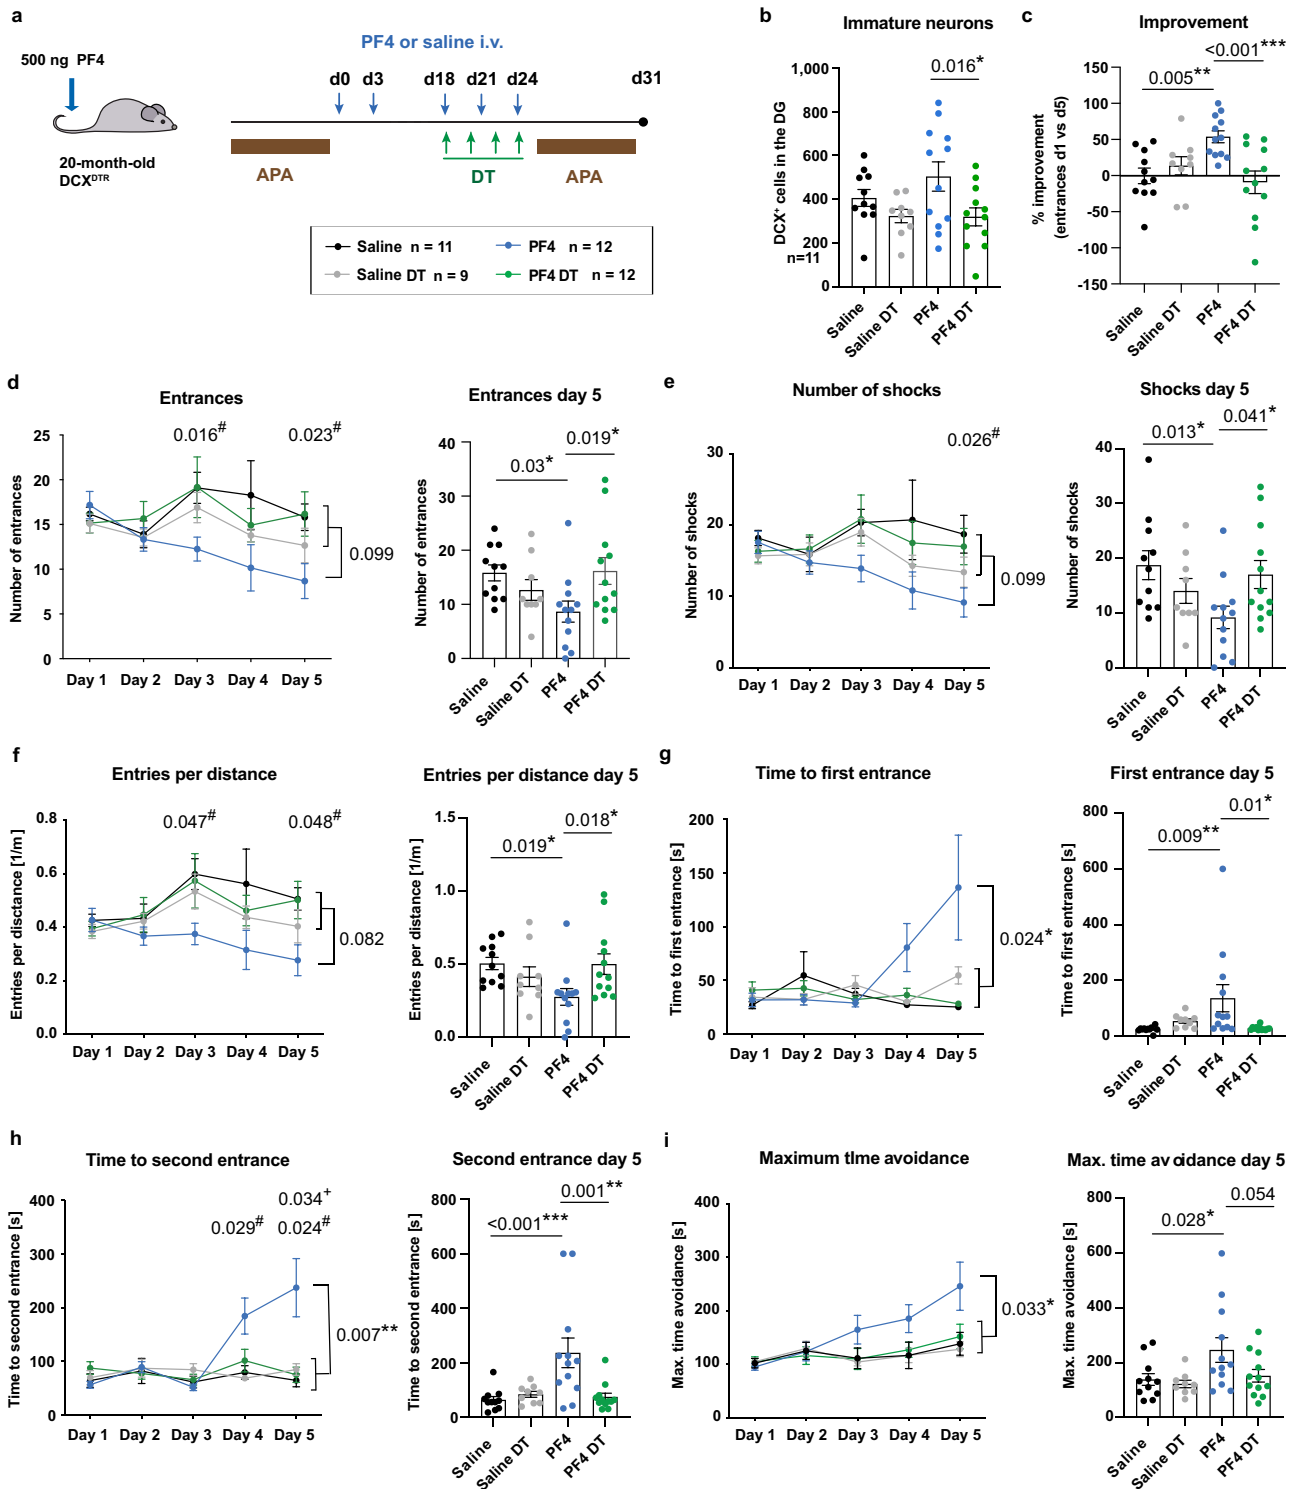 a
PF4 or saline i.v.
500 ng PF4
d0 d3 d18 d21 d24 d31
20-month-old
DCX^DTR
APA DT APA
Saline n = 11 PF4 n = 12
Saline DT n = 9 PF4 DT n = 12
b
Immature neurons
0.016*
DCX+ cells in the DG
n=11
1,000
800
600
400
200
0
Saline Saline DT PF4 PF4 DT
c
Improvement
<0.001***
0.005**
% improvement
(entrances d1 vs d5)
150
100
50
0
-50
-100
-150
Saline Saline DT PF4 PF4 DT
d
Entrances
0.016# 0.023#
Number of entrances
25
20
15
10
5
0
0.099
Day 1 Day 2 Day 3 Day 4 Day 5
Entrances day 5
0.019*
0.03*
Number of entrances
40
30
20
10
0
Saline Saline DT PF4 PF4 DT
e
Number of shocks
0.026#
Number of shocks
30
20
10
0
0.099
Day 1 Day 2 Day 3 Day 4 Day 5
Shocks day 5
0.041*
0.013*
Number of shocks
40
30
20
10
0
Saline Saline DT PF4 PF4 DT
f
Entries per distance
0.047# 0.048#
Entries per disctance [1/m]
0.8
0.6
0.4
0.2
0.0
0.082
Day 1 Day 2 Day 3 Day 4 Day 5
Entries per distance day 5
0.018*
0.019*
Entries per distance [1/m]
1.5
1.0
0.5
0.0
Saline Saline DT PF4 PF4 DT
g
Time to first entrance
Time to first entrance [s]
200
150
100
50
0
0.024*
Day 1 Day 2 Day 3 Day 4 Day 5
First entrance day 5
0.01*
0.009**
Time to first entrance [s]
800
600
400
200
0
Saline Saline DT PF4 PF4 DT
h
Time to second entrance
0.034+
0.029# 0.024#
Time to second entrance [s]
400
300
200
100
0
0.007**
Day 1 Day 2 Day 3 Day 4 Day 5
Second entrance day 5
0.001**
<0.001***
Time to second entrance [s]
800
600
400
200
0
Saline Saline DT PF4 PF4 DT
i
Maximum tIme avoidance
Max. time avoidance [s]
400
300
200
100
0
0.033*
Day 1 Day 2 Day 3 Day 4 Day 5
Max. time avoidance day 5
0.054
0.028*
Max. time avoidance [s]
800
600
400
200
0
Saline Saline DT PF4 PF4 DT